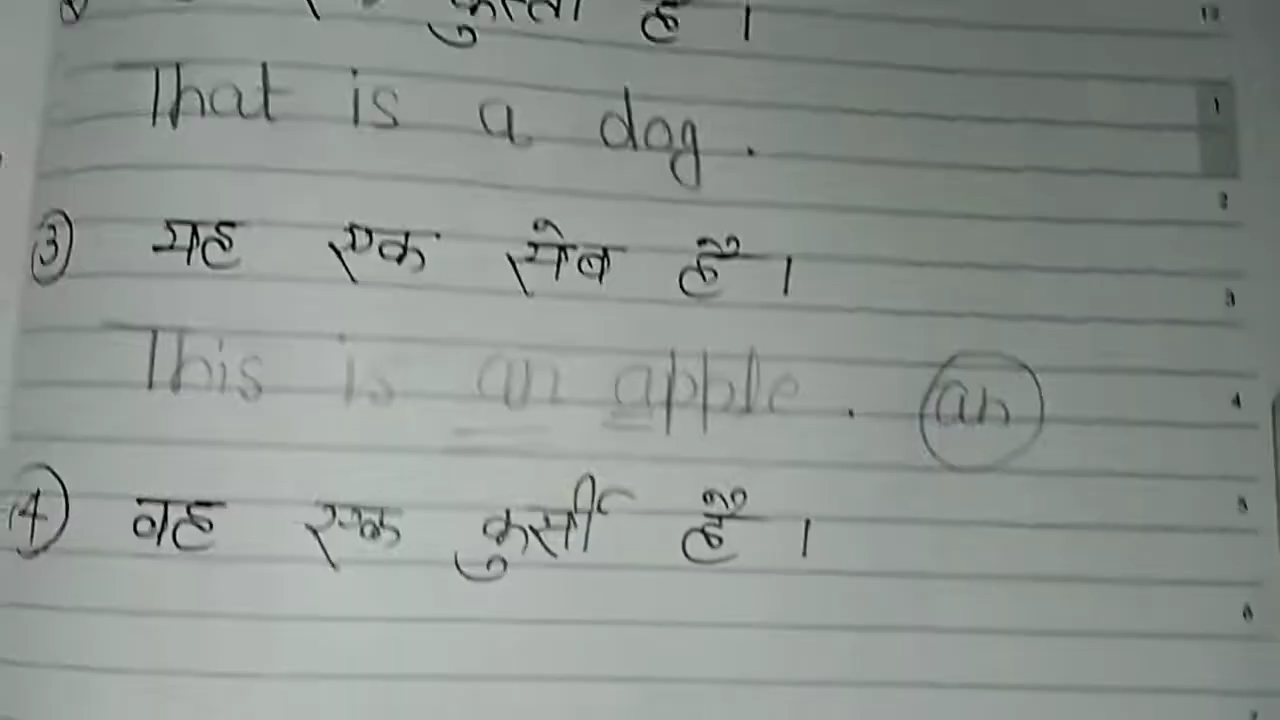 कुत्ता है ।
That is a dog.
③ यह एक सेब है ।
This is an apple. an
④ वह एक कुर्सी है ।